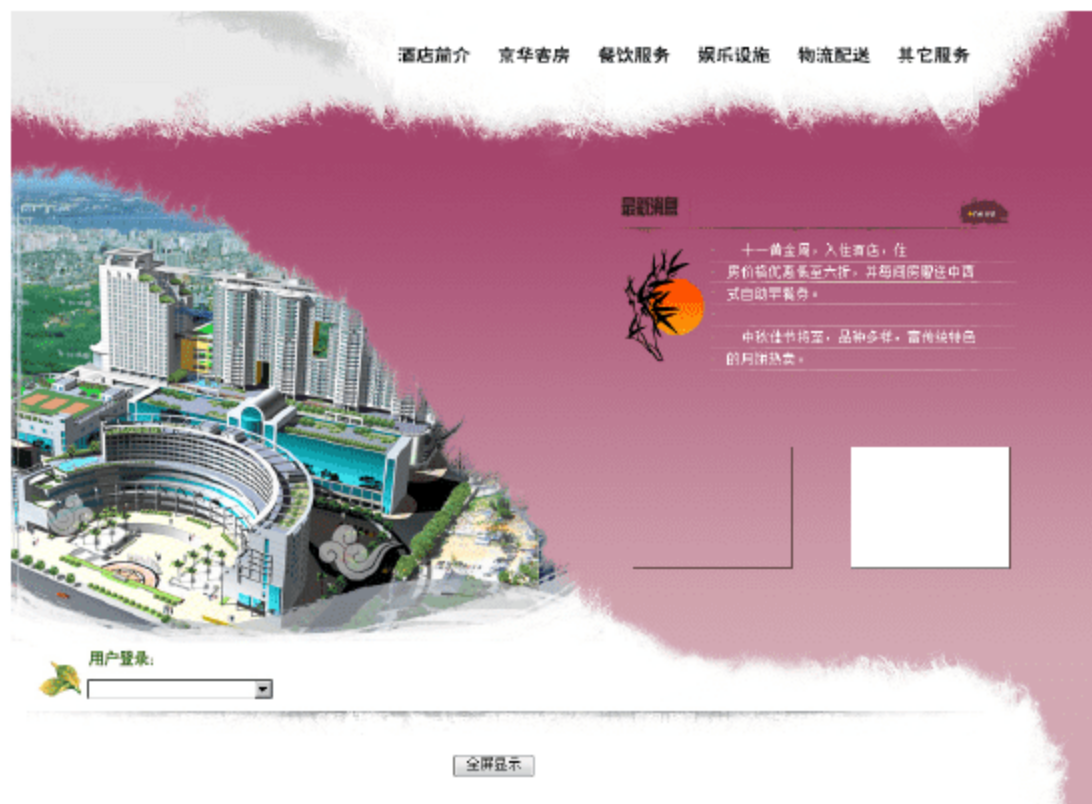 酒店简介 京华客房 餐饮服务 娱乐设施 物流配送 其它服务
最新消息
十一黄金周,入住酒店,住
房价格优惠低至六折,并每间房赠送中西
式自助早餐券。
中秋佳节将至,品种多样,富传统特色
的月饼热卖。
用户登录:
全屏显示